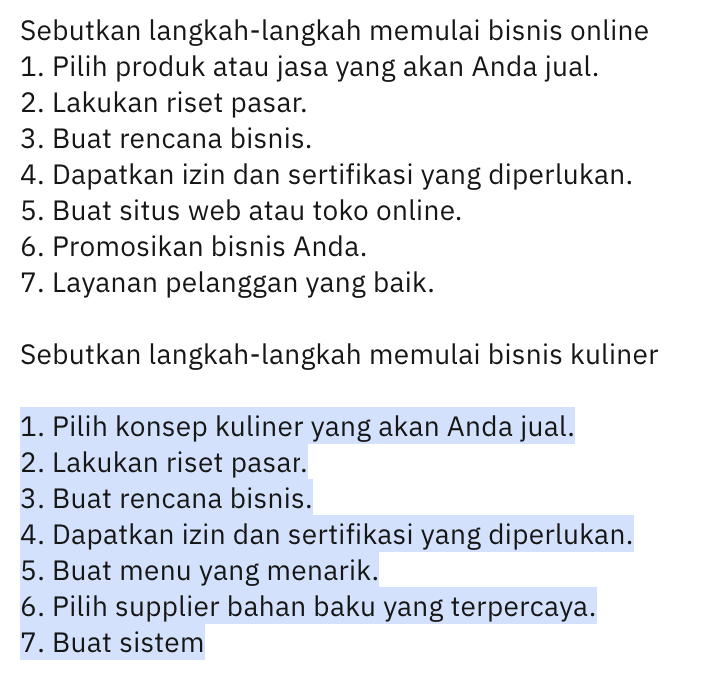 Sebutkan langkah-langkah memulai bisnis online
1. Pilih produk atau jasa yang akan Anda jual.
2. Lakukan riset pasar.
3. Buat rencana bisnis.
4. Dapatkan izin dan sertifikasi yang diperlukan.
5. Buat situs web atau toko online.
6. Promosikan bisnis Anda.
7. Layanan pelanggan yang baik.
Sebutkan langkah-langkah memulai bisnis kuliner
1. Pilih konsep kuliner yang akan Anda jual.
2. Lakukan riset pasar.
3. Buat rencana bisnis.
4. Dapatkan izin dan sertifikasi yang diperlukan.
5. Buat menu yang menarik.
6. Pilih supplier bahan baku yang terpercaya.
7. Buat sistem